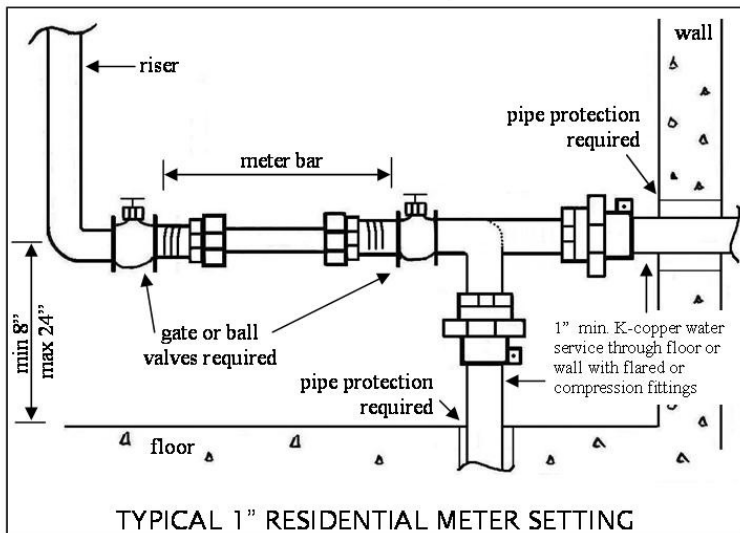 wall
riser
pipe protection
required
meter bar
gate or ball
valves required
min 8”
max 24”
1” min. K-copper water
service through floor or
wall with flared or
compression fittings
pipe protection
required
floor
TYPICAL 1” RESIDENTIAL METER SETTING